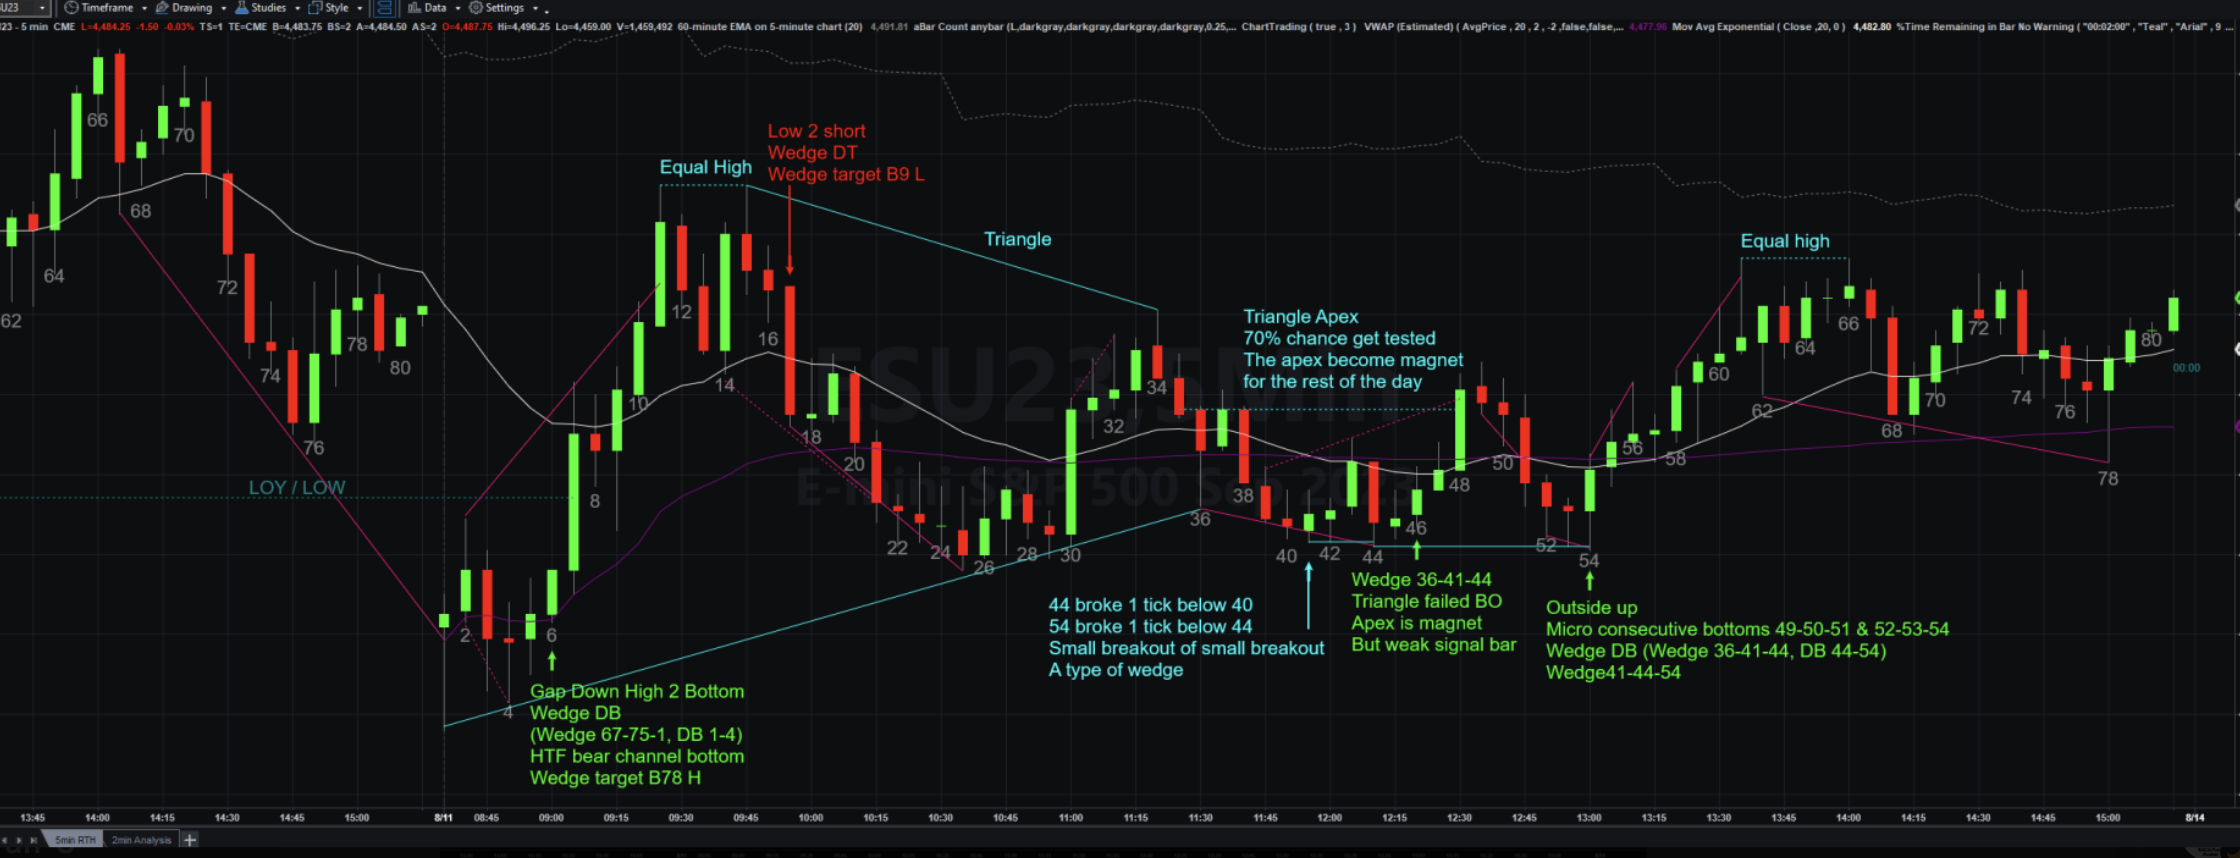 SU23
Timeframe
Drawing
Studies
Style
Data
Settings
23 - 5 min CME L=4,484.25 -1.50 -0.03% TS=1 TE=CME B=4,483.75 BS=2 A=4,484.50 AS=2 O=4,487.75 Hi=4,496.25 Lo=4,459.00 V=1,459,492 60-minute EMA on 5-minute chart (20) 4,491.81 aBar Count anybar (L,darkgray,darkgray,darkgray,darkgray,0.25,... ChartTrading ( true , 3 ) VWAP (Estimated) ( AvgPrice , 20 , 2 , -2 ,false,false,... 4,477.96 Mov Avg Exponential ( Close ,20, 0 ) 4,482.80 %Time Remaining in Bar No Warning ( "00:02:00" , "Teal" , "Arial" , 9 ...
66
70
68
64
72
62
74
76
78
80
LOY / LOW
2
4
6
8
10
12
14
16
18
20
22
24
26
28
30
32
34
36
38
40
42
44
46
48
50
52
54
56
58
60
62
64
66
68
70
72
74
76
78
80
Low 2 short
Wedge DT
Wedge target B9 L
Equal High
Triangle
Equal high
Triangle Apex
70% chance get tested
The apex become magnet
for the rest of the day
ESU23,5Min
E-mini S&P 500 Sep 2023
00:00
Gap Down High 2 Bottom
Wedge DB
(Wedge 67-75-1, DB 1-4)
HTF bear channel bottom
Wedge target B78 H
44 broke 1 tick below 40
54 broke 1 tick below 44
Small breakout of small breakout
A type of wedge
Wedge 36-41-44
Triangle failed BO
Apex is magnet
But weak signal bar
Outside up
Micro consecutive bottoms 49-50-51 & 52-53-54
Wedge DB (Wedge 36-41-44, DB 44-54)
Wedge41-44-54
13:45 14:00 14:15 14:30 14:45 15:00 8/11 08:45 09:00 09:15 09:30 09:45 10:00 10:15 10:30 10:45 11:00 11:15 11:30 11:45 12:00 12:15 12:30 12:45 13:00 13:15 13:30 13:45 14:00 14:15 14:30 14:45 15:00 8/14
5min RTH
2min Analysis